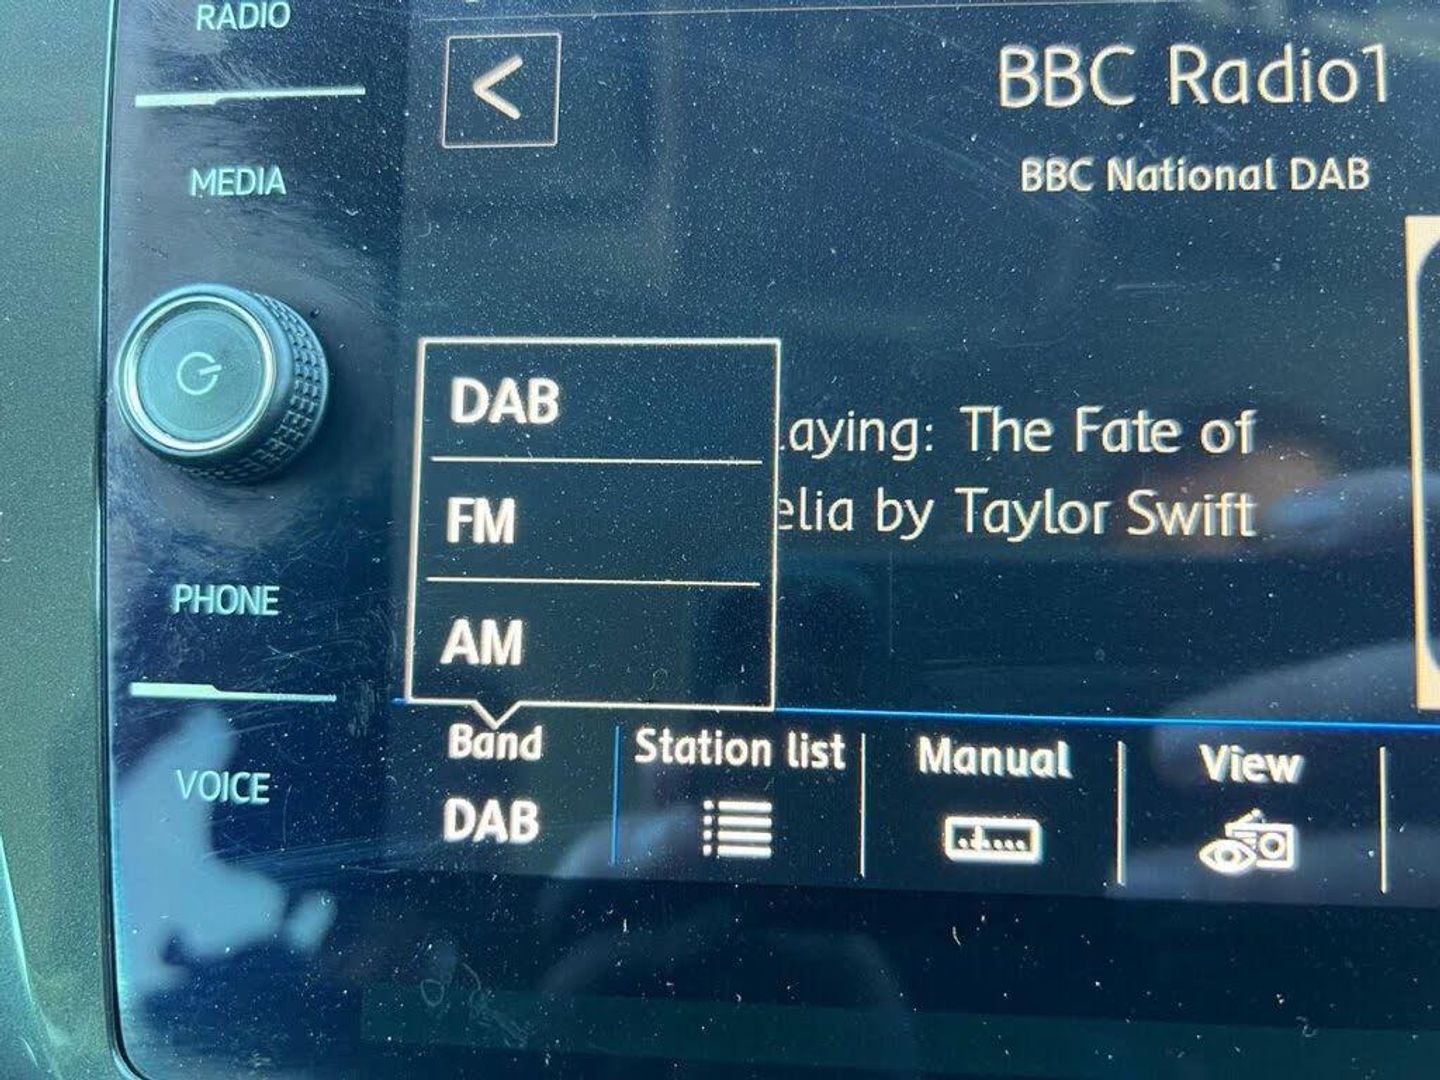 RADIO
MEDIA
PHONE
VOICE
<
BBC Radio1
BBC National DAB
aying: The Fate of
elia by Taylor Swift
DAB
FM
AM
Band
DAB
Station list
Manual
View